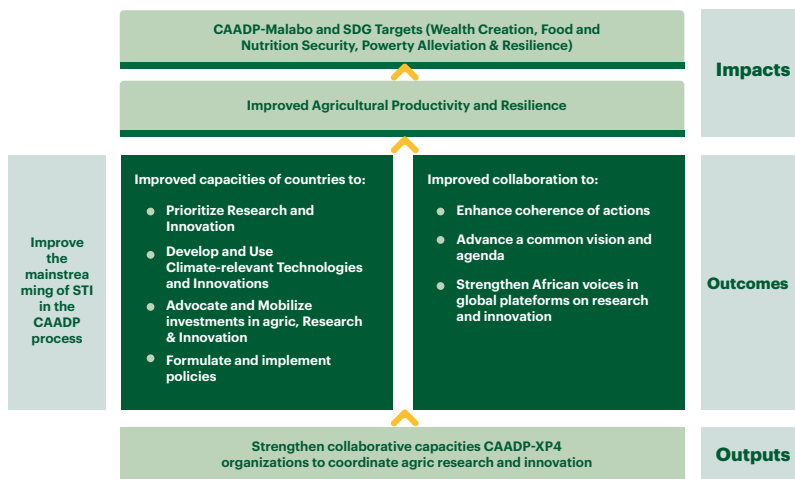 CAADP-Malabo and SDG Targets (Wealth Creation, Food and
Nutrition Security, Powerty Alleviation & Resilience)
Impacts
Improved Agricultural Productivity and Resilience
Improve
the
mainstrea
ming of STI
in the
CAADP
process
Improved capacities of countries to:
Prioritize Research and
Innovation
Develop and Use
Climate-relevant Technologies
and Innovations
Advocate and Mobilize
investments in agric, Research
& Innovation
Formulate and implement
policies
Improved collaboration to:
Enhance coherence of actions
Advance a common vision and
agenda
Strengthen African voices in
global plateforms on research
and innovation
Outcomes
Strengthen collaborative capacities CAADP-XP4
organizations to coordinate agric research and innovation
Outputs